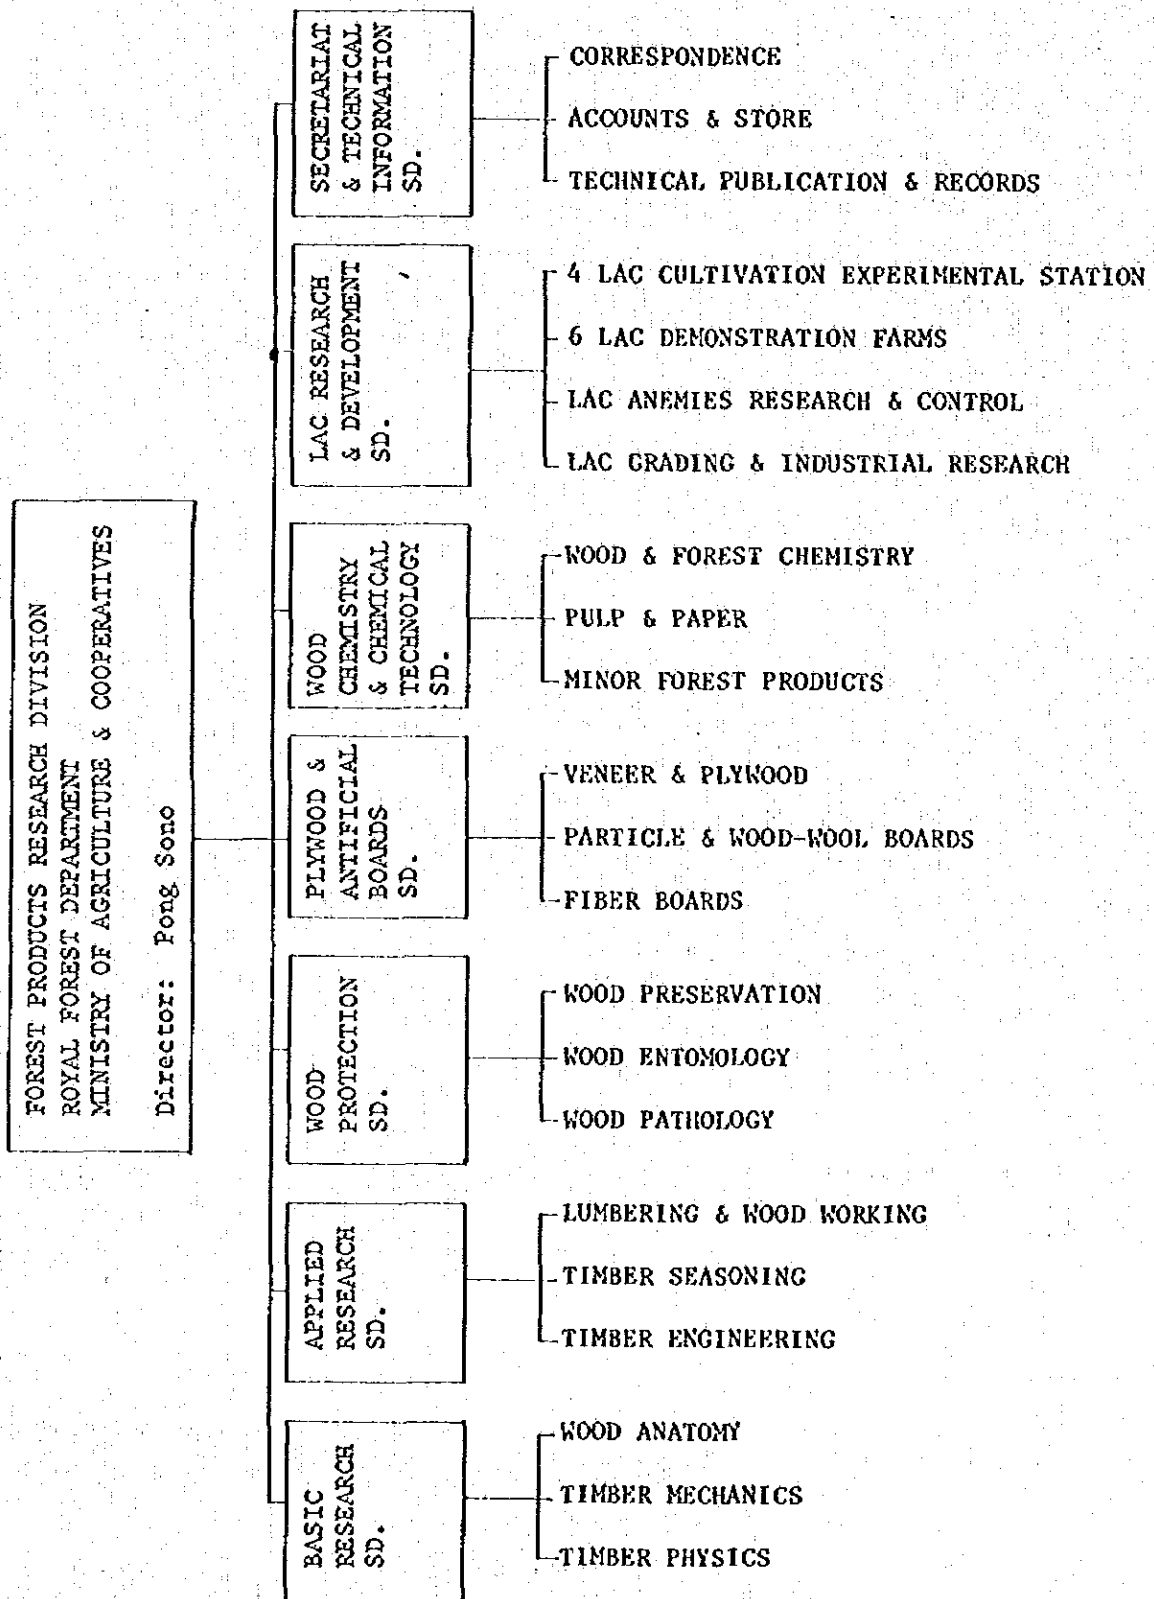 FOREST PRODUCTS RESEARCH DIVISION
ROYAL FOREST DEPARTMENT
MINISTRY OF AGRICULTURE & COOPERATIVES
Director: Pong Sono
SECRETARIAT
& TECHNICAL
INFORMATION
SD.
CORRESPONDENCE
ACCOUNTS & STORE
TECHNICAL PUBLICATION & RECORDS
LAC RESEARCH
& DEVELOPMENT
SD.
4 LAC CULTIVATION EXPERIMENTAL STATION
6 LAC DEMONSTRATION FARMS
LAC ANEMIES RESEARCH & CONTROL
LAC GRADING & INDUSTRIAL RESEARCH
WOOD
CHEMISTRY
& CHEMICAL
TECHNOLOGY
SD.
WOOD & FOREST CHEMISTRY
PULP & PAPER
MINOR FOREST PRODUCTS
PLYWOOD &
ANTIFICIAL
BOARDS
SD.
VENEER & PLYWOOD
PARTICLE & WOOD-WOOL BOARDS
FIBER BOARDS
WOOD
PROTECTION
SD.
WOOD PRESERVATION
WOOD ENTOMOLOGY
WOOD PATHOLOGY
APPLIED
RESEARCH
SD.
LUMBERING & WOOD WORKING
TIMBER SEASONING
TIMBER ENGINEERING
BASIC
RESEARCH
SD.
WOOD ANATOMY
TIMBER MECHANICS
TIMBER PHYSICS